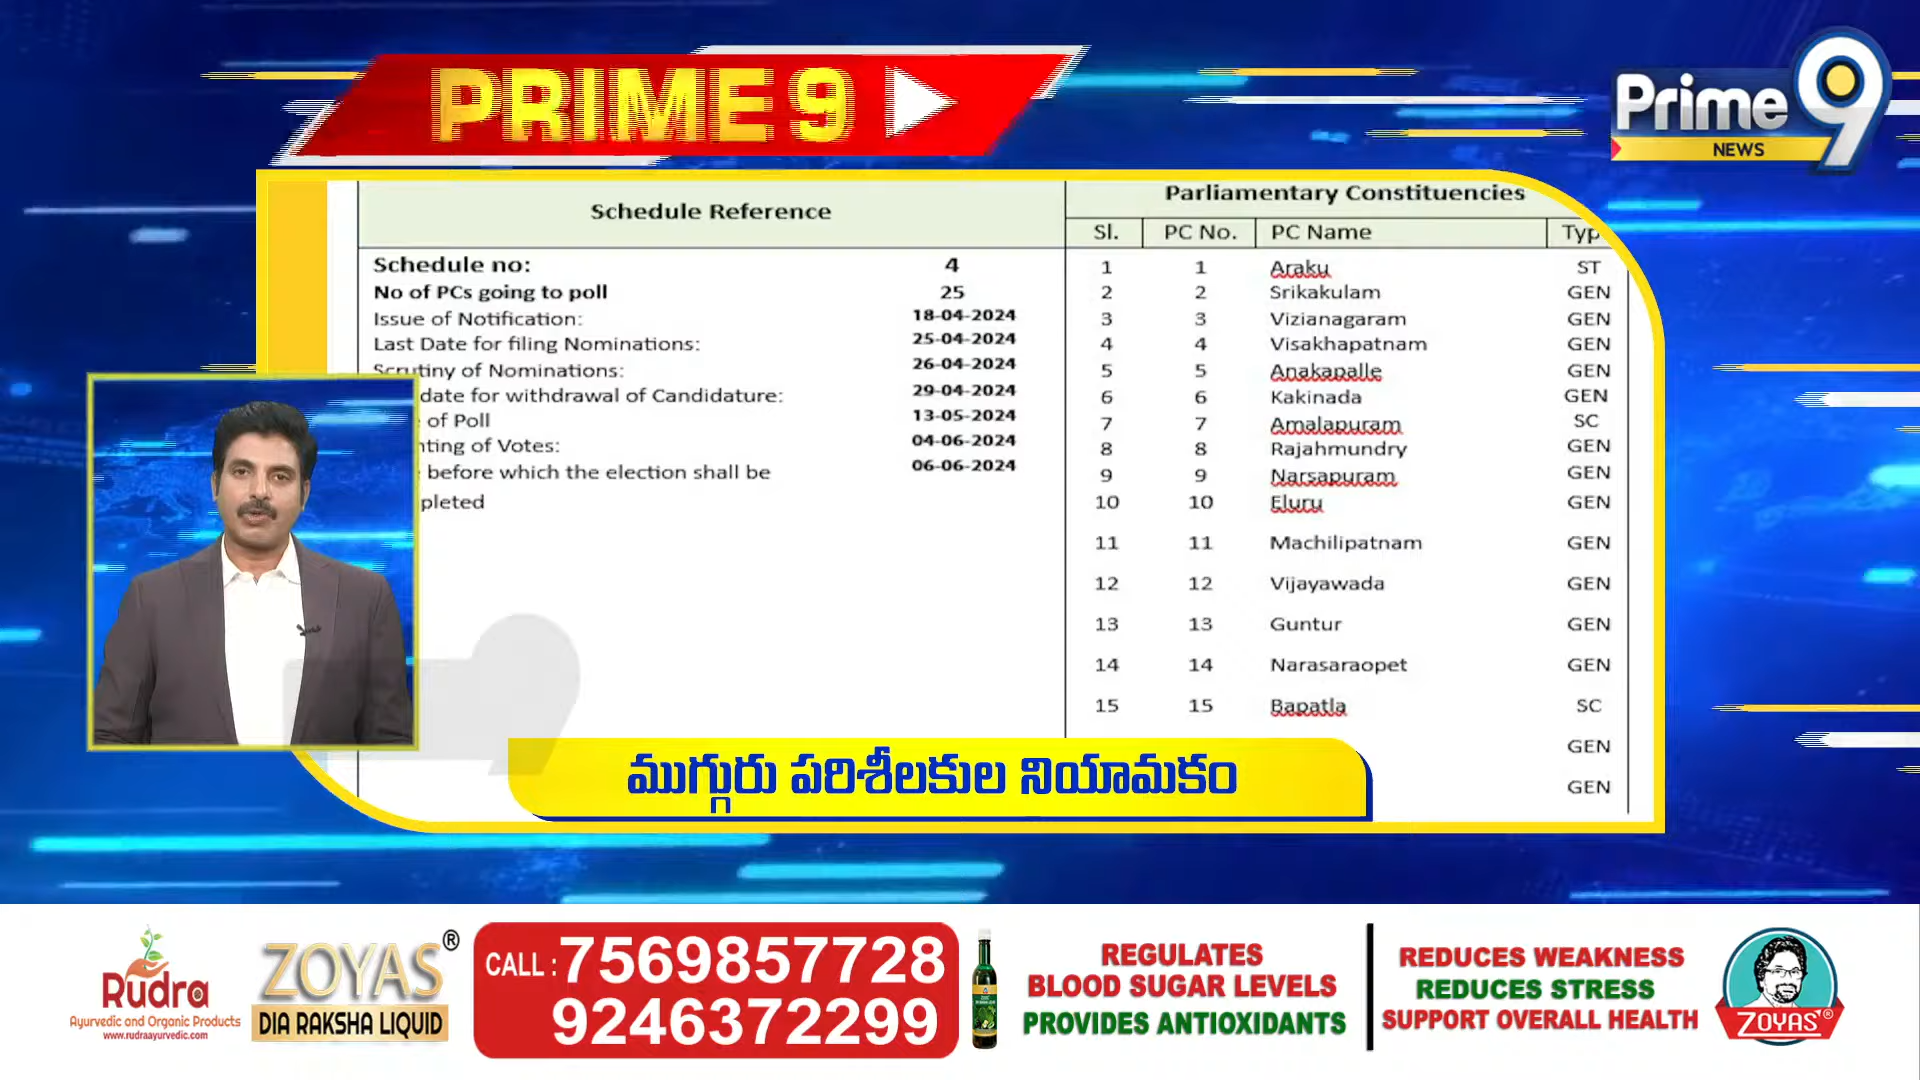 PRIME 9
Prime 9
NEWS
Schedule Reference
Parliamentary Constituencies
Sl. PC No. PC Name Typ
Schedule no: 4
No of PCs going to poll 25
Issue of Notification: 18-04-2024
Last Date for filing Nominations: 25-04-2024
Scrutiny of Nominations: 26-04-2024
date for withdrawal of Candidature: 29-04-2024
of Poll 13-05-2024
nting of Votes: 04-06-2024
before which the election shall be 06-06-2024
pleted
1 1 Araku ST
2 2 Srikakulam GEN
3 3 Vizianagaram GEN
4 4 Visakhapatnam GEN
5 5 Anakapalle GEN
6 6 Kakinada GEN
7 7 Amalapuram SC
8 8 Rajahmundry GEN
9 9 Narsapuram GEN
10 10 Eluru GEN
11 11 Machilipatnam GEN
12 12 Vijayawada GEN
13 13 Guntur GEN
14 14 Narasaraopet GEN
15 15 Bapatla SC
GEN
GEN
ముగ్గురు పరిశీలకుల నియామకం
Rudra
Ayurvedic and Organic Products
www.rudraayurvedic.com
ZOYAS®
DIA RAKSHA LIQUID
CALL : 7569857728
9246372299
REGULATES
BLOOD SUGAR LEVELS
PROVIDES ANTIOXIDANTS
REDUCES WEAKNESS
REDUCES STRESS
SUPPORT OVERALL HEALTH
ZOYAS®